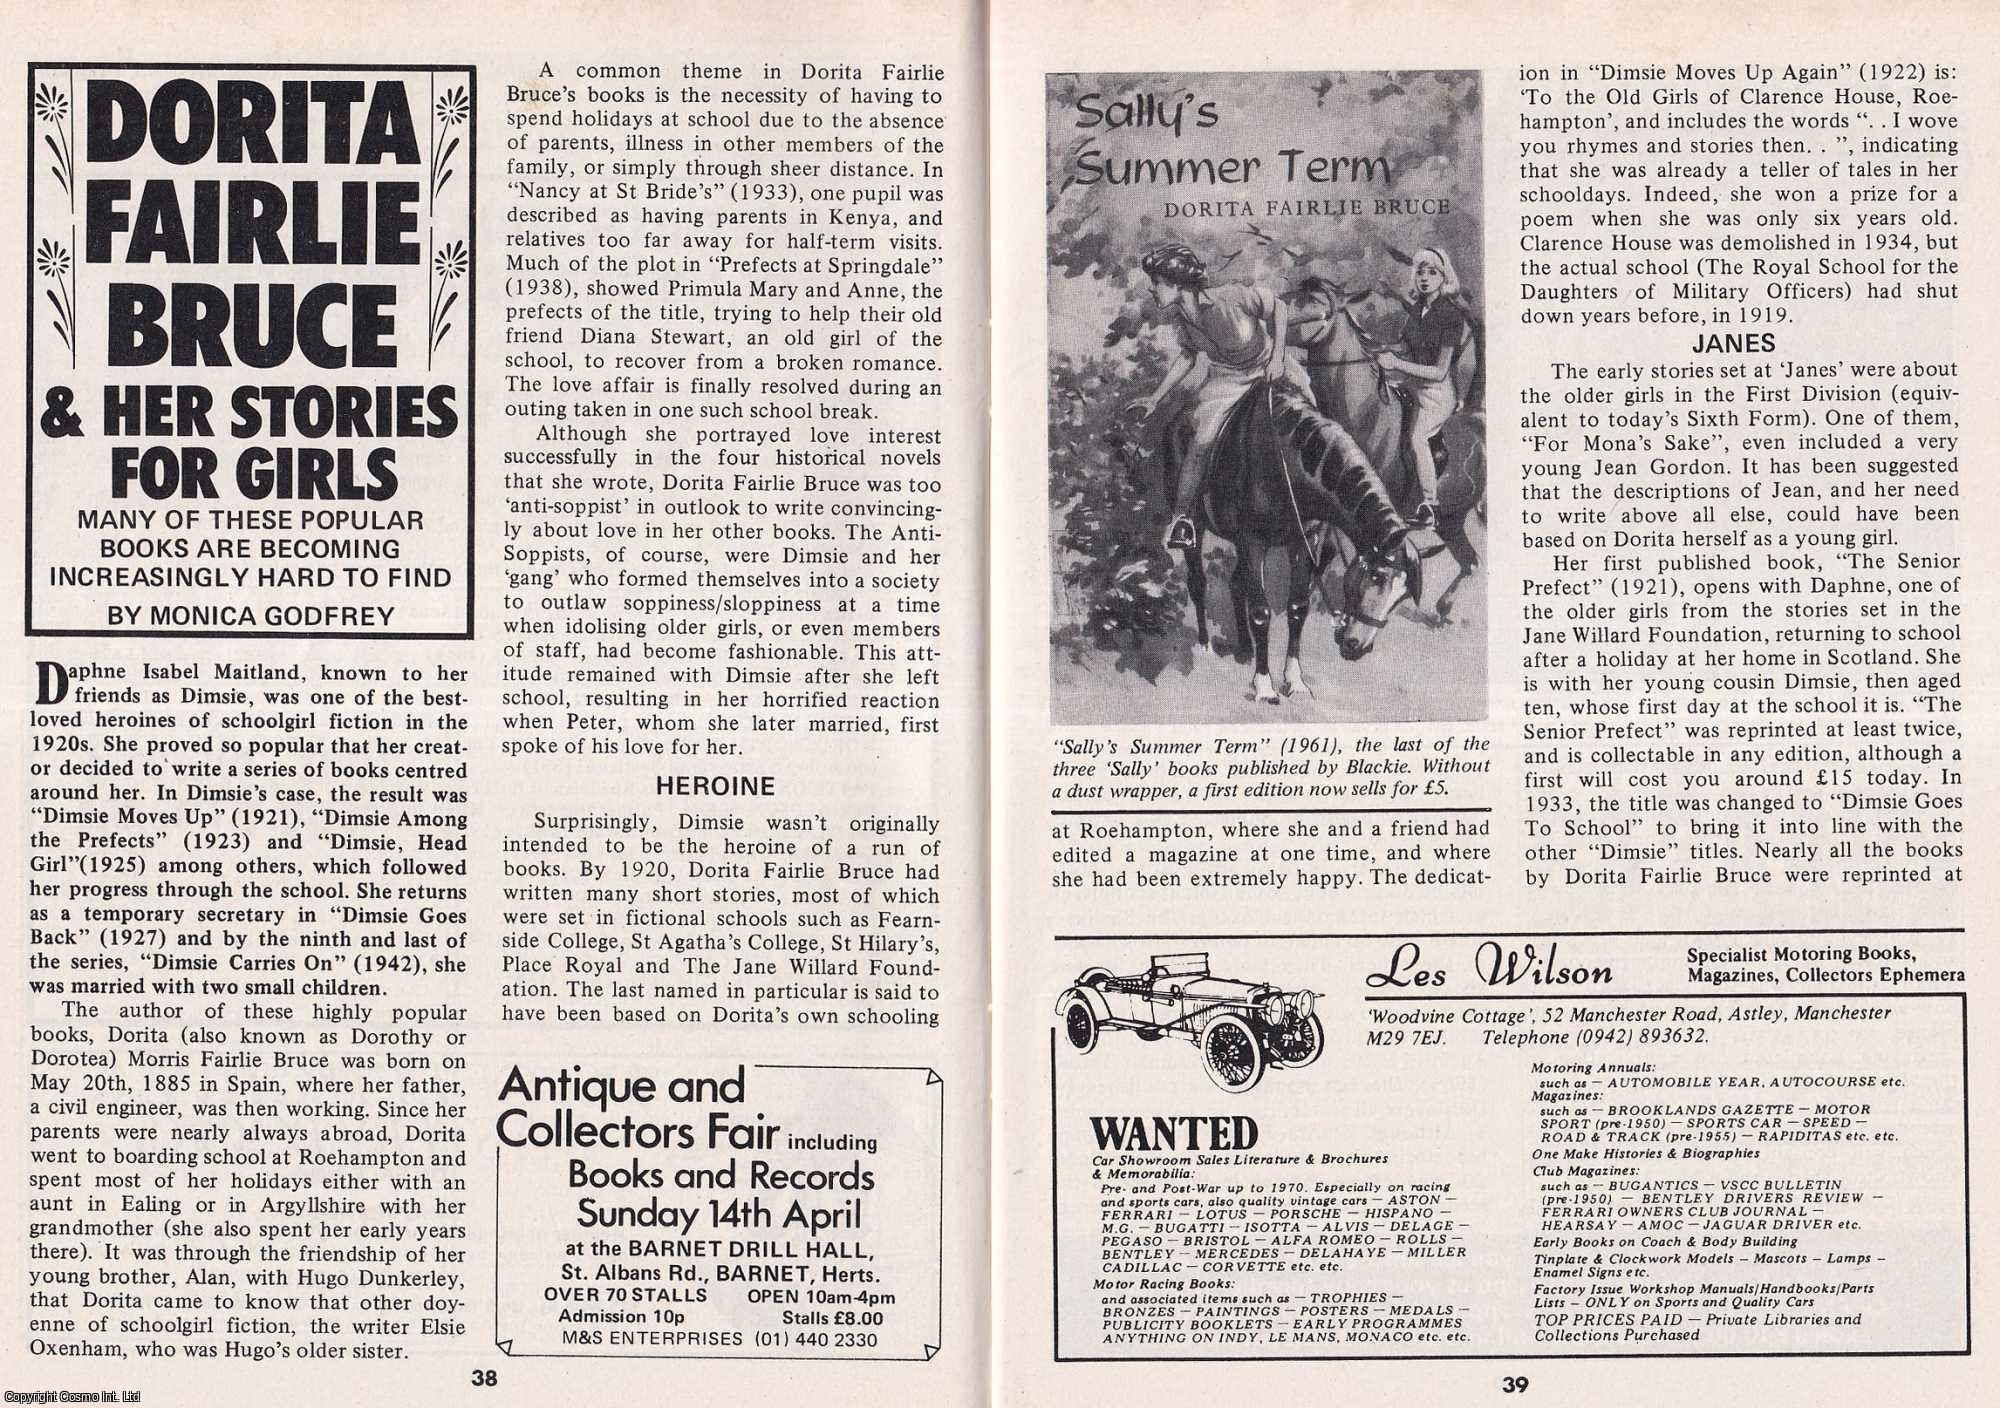 DORITA
FAIRLIE
BRUCE
& HER STORIES
FOR GIRLS
MANY OF THESE POPULAR
BOOKS ARE BECOMING
INCREASINGLY HARD TO FIND
BY MONICA GODFREY
Daphne Isabel Maitland, known to her
friends as Dimsie, was one of the best-
loved heroines of schoolgirl fiction in the
1920s. She proved so popular that her creat-
or decided to write a series of books centred
around her. In Dimsie's case, the result was
“Dimsie Moves Up” (1921), “Dimsie Among
the Prefects” (1923) and “Dimsie, Head
Girl”(1925) among others, which followed
her progress through the school. She returns
as a temporary secretary in “Dimsie Goes
Back” (1927) and by the ninth and last of
the series, “Dimsie Carries On” (1942), she
was married with two small children.
The author of these highly popular
books, Dorita (also known as Dorothy or
Dorotea) Morris Fairlie Bruce was born on
May 20th, 1885 in Spain, where her father,
a civil engineer, was then working. Since her
parents were nearly always abroad, Dorita
went to boarding school at Roehampton and
spent most of her holidays either with an
aunt in Ealing or in Argyllshire with her
grandmother (she also spent her early years
there). It was through the friendship of her
young brother, Alan, with Hugo Dunkerley,
that Dorita came to know that other doy-
enne of schoolgirl fiction, the writer Elsie
Oxenham, who was Hugo's older sister.
A common theme in Dorita Fairlie
Bruce's books is the necessity of having to
spend holidays at school due to the absence
of parents, illness in other members of the
family, or simply through sheer distance. In
“Nancy at St Bride's” (1933), one pupil was
described as having parents in Kenya, and
relatives too far away for half-term visits.
Much of the plot in “Prefects at Springdale”
(1938), showed Primula Mary and Anne, the
prefects of the title, trying to help their old
friend Diana Stewart, an old girl of the
school, to recover from a broken romance.
The love affair is finally resolved during an
outing taken in one such school break.
Although she portrayed love interest
successfully in the four historical novels
that she wrote, Dorita Fairlie Bruce was too
‘anti-soppist’ in outlook to write convincing-
ly about love in her other books. The Anti-
Soppists, of course, were Dimsie and her
‘gang’ who formed themselves into a society
to outlaw soppiness/sloppiness at a time
when idolising older girls, or even members
of staff, had become fashionable. This att-
itude remained with Dimsie after she left
school, resulting in her horrified reaction
when Peter, whom she later married, first
spoke of his love for her.
HEROINE
Surprisingly, Dimsie wasn't originally
intended to be the heroine of a run of
books. By 1920, Dorita Fairlie Bruce had
written many short stories, most of which
were set in fictional schools such as Fearn-
side College, St Agatha's College, St Hilary's,
Place Royal and The Jane Willard Found-
ation. The last named in particular is said to
have been based on Dorita's own schooling
Antique and
Collectors Fair including
Books and Records
Sunday 14th April
at the BARNET DRILL HALL,
St. Albans Rd., BARNET, Herts.
OVER 70 STALLS OPEN 10am-4pm
Admission 10p Stalls £8.00
M&S ENTERPRISES (01) 440 2330
38
Sally's
Summer Term
DORITA FAIRLIE BRUCE
“Sally's Summer Term” (1961), the last of the
three ‘Sally’ books published by Blackie. Without
a dust wrapper, a first edition now sells for £5.
at Roehampton, where she and a friend had
edited a magazine at one time, and where
she had been extremely happy. The dedicat-
ion in “Dimsie Moves Up Again” (1922) is:
‘To the Old Girls of Clarence House, Roe-
hampton’, and includes the words “. . I wove
you rhymes and stories then. . ”, indicating
that she was already a teller of tales in her
schooldays. Indeed, she won a prize for a
poem when she was only six years old.
Clarence House was demolished in 1934, but
the actual school (The Royal School for the
Daughters of Military Officers) had shut
down years before, in 1919.
JANES
The early stories set at ‘Janes’ were about
the older girls in the First Division (equiv-
alent to today's Sixth Form). One of them,
“For Mona's Sake”, even included a very
young Jean Gordon. It has been suggested
that the descriptions of Jean, and her need
to write above all else, could have been
based on Dorita herself as a young girl.
Her first published book, “The Senior
Prefect” (1921), opens with Daphne, one of
the older girls from the stories set in the
Jane Willard Foundation, returning to school
after a holiday at her home in Scotland. She
is with her young cousin Dimsie, then aged
ten, whose first day at the school it is. “The
Senior Prefect” was reprinted at least twice,
and is collectable in any edition, although a
first will cost you around £15 today. In
1933, the title was changed to “Dimsie Goes
To School” to bring it into line with the
other “Dimsie” titles. Nearly all the books
by Dorita Fairlie Bruce were reprinted at
Les Wilson
Specialist Motoring Books,
Magazines, Collectors Ephemera
‘Woodvine Cottage’, 52 Manchester Road, Astley, Manchester
M29 7EJ. Telephone (0942) 893632.
WANTED
Car Showroom Sales Literature & Brochures
& Memorabilia:
Pre- and Post-War up to 1970. Especially on racing
and sports cars, also quality vintage cars — ASTON —
FERRARI — LOTUS — PORSCHE — HISPANO —
M.G. — BUGATTI — ISOTTA — ALVIS — DELAGE —
PEGASO — BRISTOL — ALFA ROMEO — ROLLS —
BENTLEY — MERCEDES — DELAHAYE — MILLER
CADILLAC — CORVETTE etc. etc.
Motor Racing Books:
and associated items such as — TROPHIES —
BRONZES — PAINTINGS — POSTERS — MEDALS —
PUBLICITY BOOKLETS — EARLY PROGRAMMES
ANYTHING ON INDY, LE MANS, MONACO etc. etc.
Motoring Annuals:
such as — AUTOMOBILE YEAR, AUTOCOURSE etc.
Magazines:
such as — BROOKLANDS GAZETTE — MOTOR
SPORT (pre-1950) — SPORTS CAR — SPEED —
ROAD & TRACK (pre-1955) — RAPIDITAS etc. etc.
One Make Histories & Biographies
Club Magazines:
such as — BUGANTICS — VSCC BULLETIN
(pre-1950) — BENTLEY DRIVERS REVIEW —
FERRARI OWNERS CLUB JOURNAL —
HEARSAY — AMOC — JAGUAR DRIVER etc.
Early Books on Coach & Body Building
Tinplate & Clockwork Models — Mascots — Lamps —
Enamel Signs etc.
Factory Issue Workshop Manuals/Handbooks/Parts
Lists — ONLY on Sports and Quality Cars
TOP PRICES PAID — Private Libraries and
Collections Purchased
39
Copyright Cosmo Int. Ltd